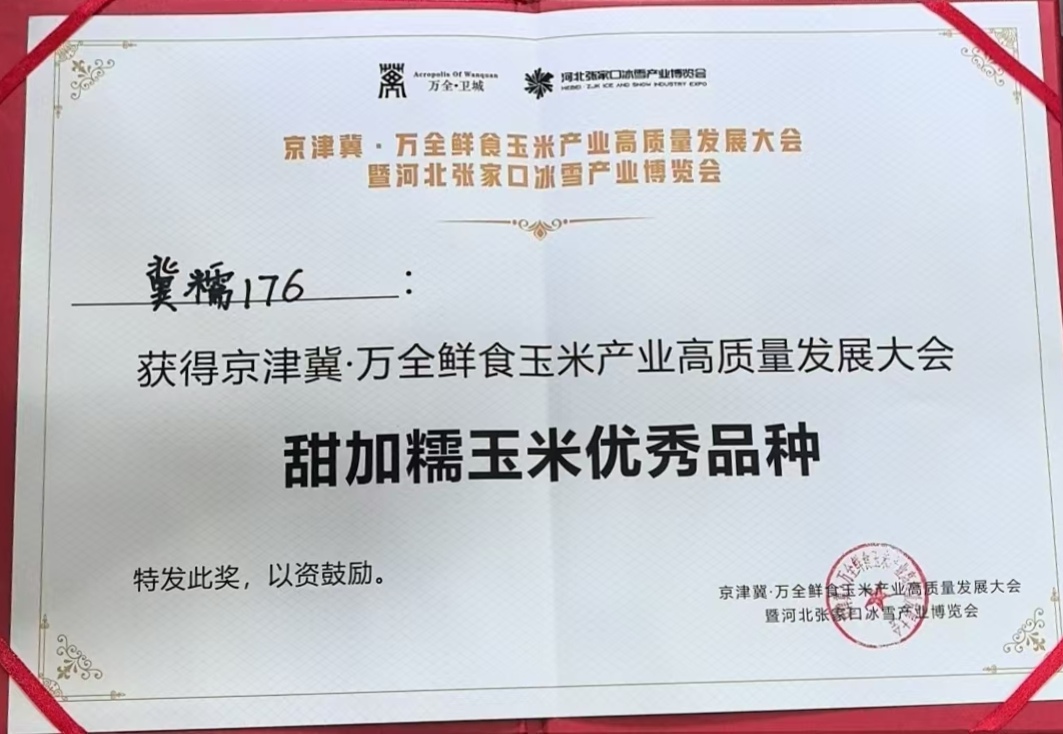 Acropolis Of Wanquan
万全·卫城
河北张家口冰雪产业博览会
HEBEI · ZJK ICE AND SNOW INDUSTRY EXPO
京津冀·万全鲜食玉米产业高质量发展大会
暨河北张家口冰雪产业博览会
冀糯176：
获得京津冀·万全鲜食玉米产业高质量发展大会
甜加糯玉米优秀品种
特发此奖，以资鼓励。
京津冀·万全鲜食玉米产业高质量发展大会
暨河北张家口冰雪产业博览会